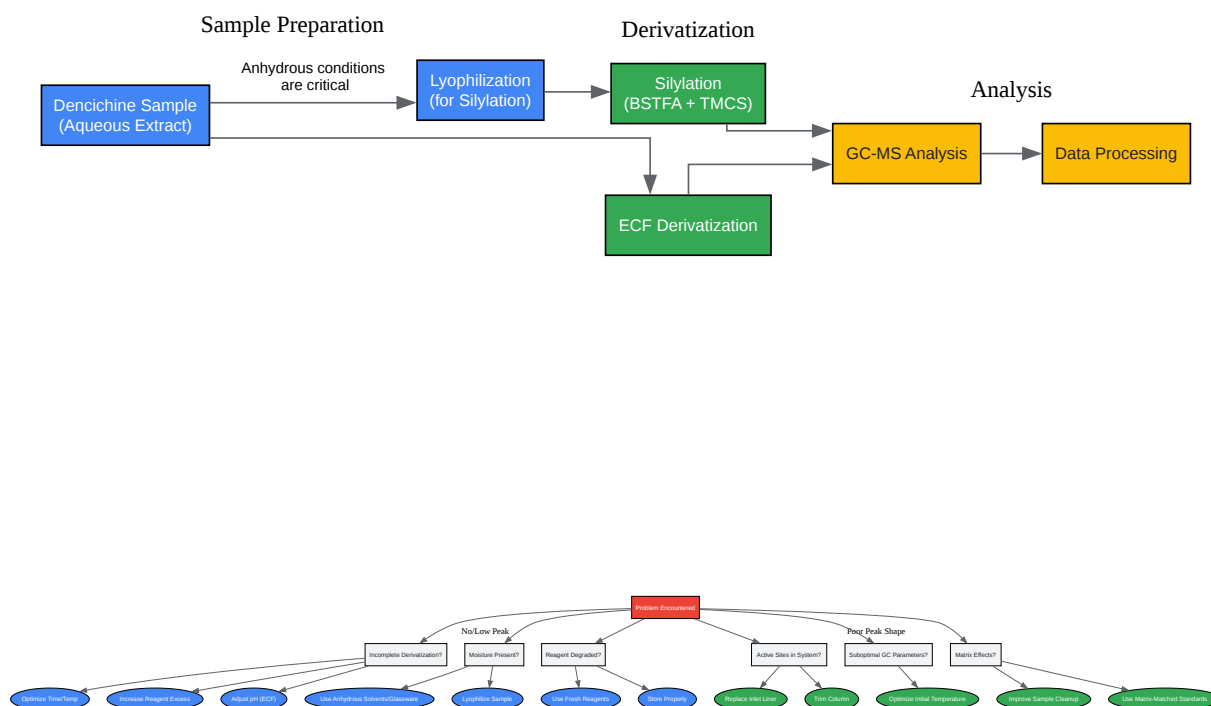 Sample Preparation
Derivatization
Analysis
Anhydrous conditions
are critical
Dencichine Sample
(Aqueous Extract)
Lyophilization
(for Silylation)
Silylation
(BSTFA + TMCS)
GC-MS Analysis
Data Processing
ECF Derivatization
Problem Encountered
No/Low Peak
Poor Peak Shape
Incomplete Derivatization?
Moisture Present?
Reagent Degraded?
Active Sites in System?
Suboptimal GC Parameters?
Matrix Effects?
Optimize Time/Temp
Increase Reagent Excess
Adjust pH (ECF)
Use Anhydrous Solvents/Glassware
Lyophilize Sample
Use Fresh Reagents
Store Properly
Replace Inlet Liner
Trim Column
Optimize Initial Temperature
Improve Sample Cleanup
Use Matrix-Matched Standards